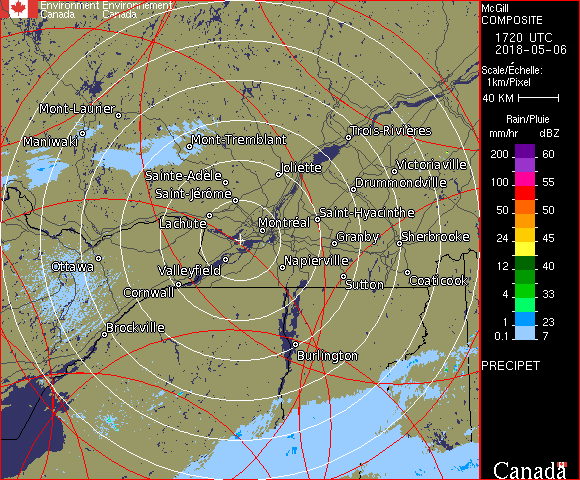 Environment Environnement
Canada Canada
McGill
COMPOSITE
1720 UTC
2018-05-06
Scale/Échelle:
1km/Pixel
40 KM
Rain/Pluie
mm/hr dBZ
200 60
100 55
50 50
24 45
12 40
4 33
1 23
0.1 7
PRECIPET
Canada
Mont-Laurier
Maniwaki
Mont-Tremblant
Trois-Rivières
Joliette
Victoriaville
Sainte-Adèle
Drummondville
Saint-Jérôme
Saint-Hyacinthe
Lachute
Montréal
Granby
Sherbrooke
Ottawa
Valleyfield
Napierville
Coaticook
Sutton
Cornwall
Brockville
Burlington